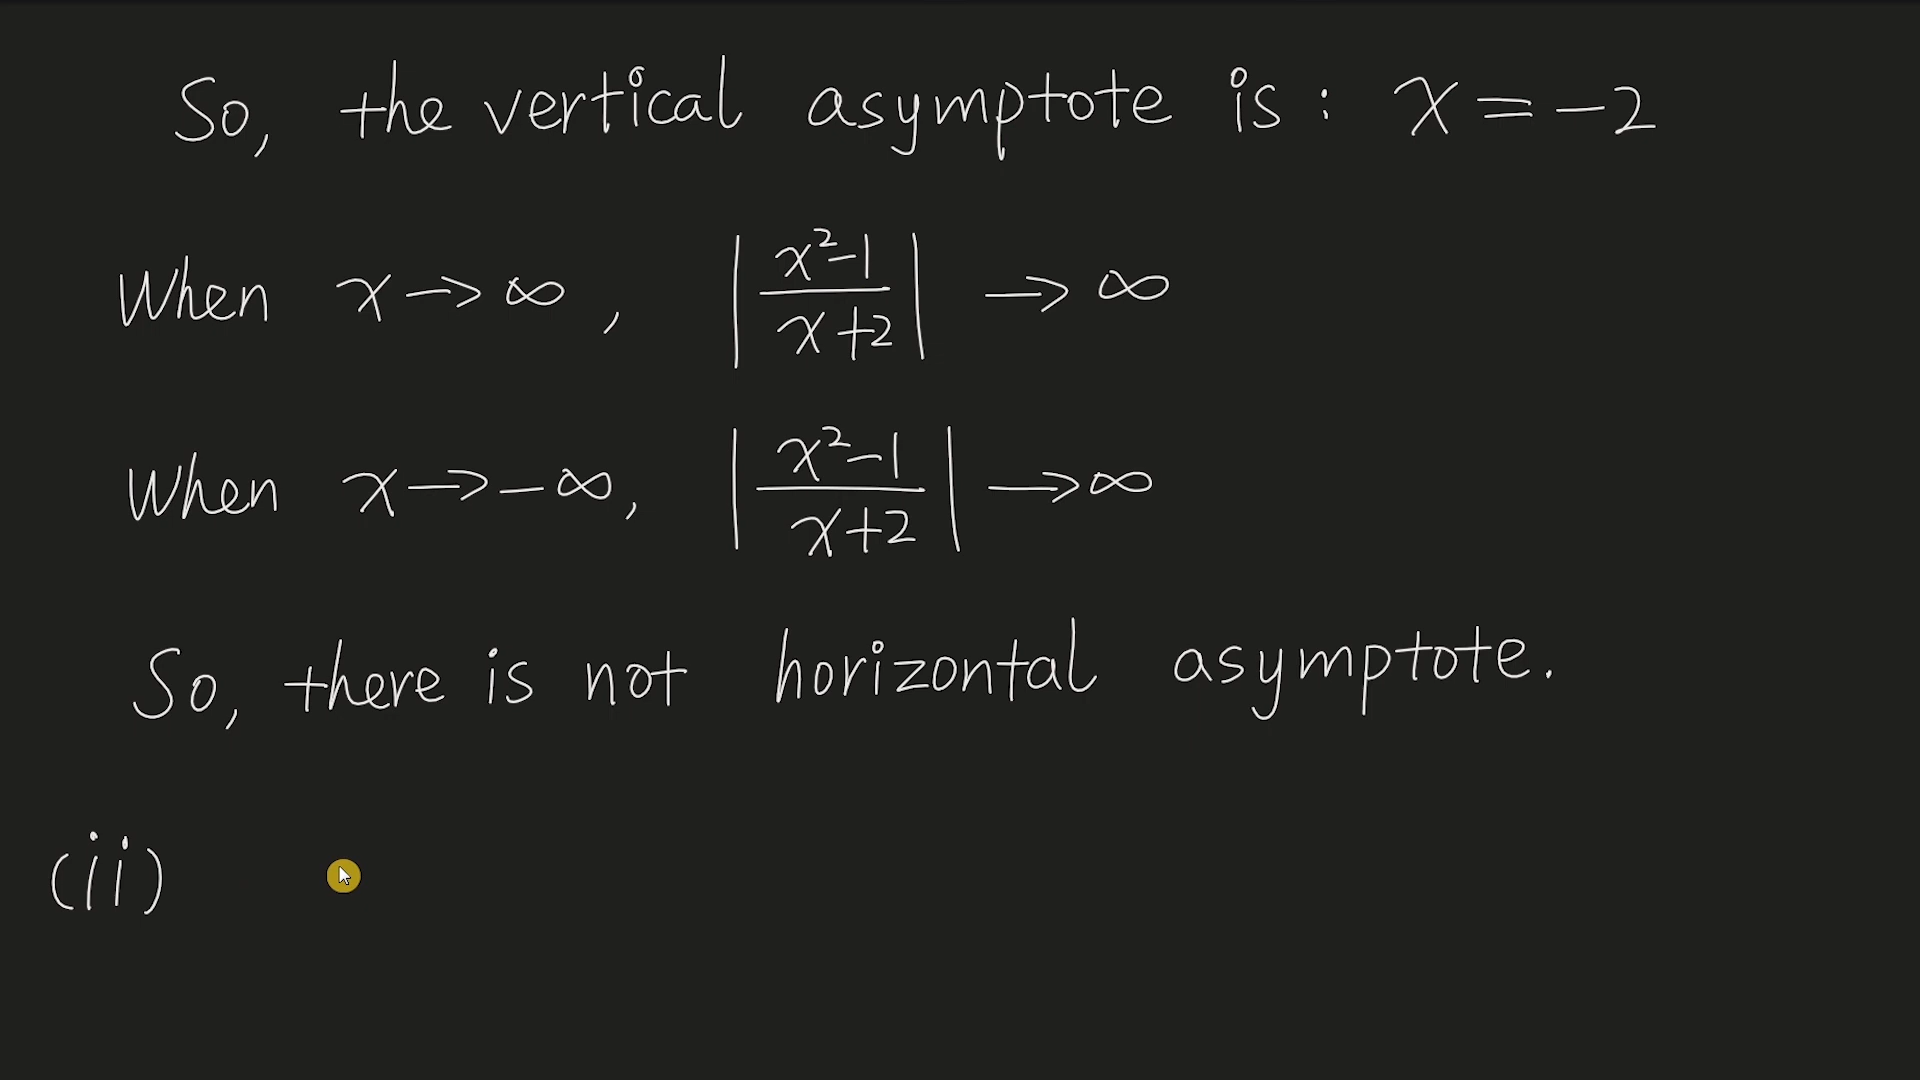 So, the vertical asymptote is: x = -2
When x → ∞, |x²-1 / x+2| → ∞
When x → -∞, |x²-1 / x+2| → ∞
So, there is not horizontal asymptote.
(ii)